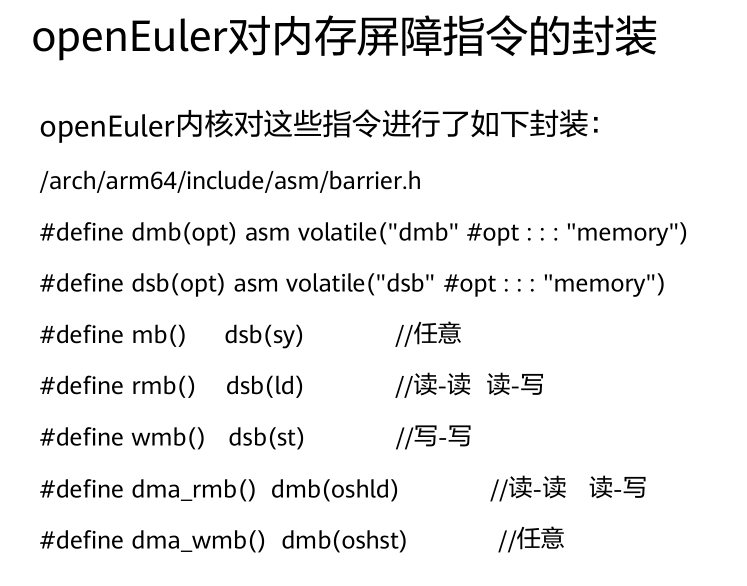 openEuler对内存屏障指令的封装
openEuler内核对这些指令进行了如下封装：
/arch/arm64/include/asm/barrier.h
#define dmb(opt) asm volatile("dmb" #opt : : : "memory")
#define dsb(opt) asm volatile("dsb" #opt : : : "memory")
#define mb() dsb(sy) //任意
#define rmb() dsb(ld) //读-读 读-写
#define wmb() dsb(st) //写-写
#define dma_rmb() dmb(oshld) //读-读 读-写
#define dma_wmb() dmb(oshst) //任意